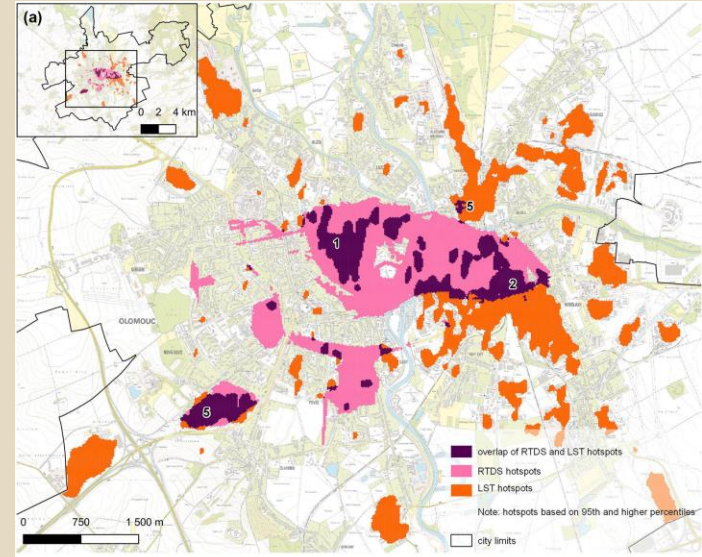 (a)
0 2 4 km
1
5
2
OLOMOUC
5
overlap of RTDS and LST hotspots
RTDS hotspots
LST hotspots
Note: hotspots based on 95th and higher percentiles
city limits
0 750 1 500 m